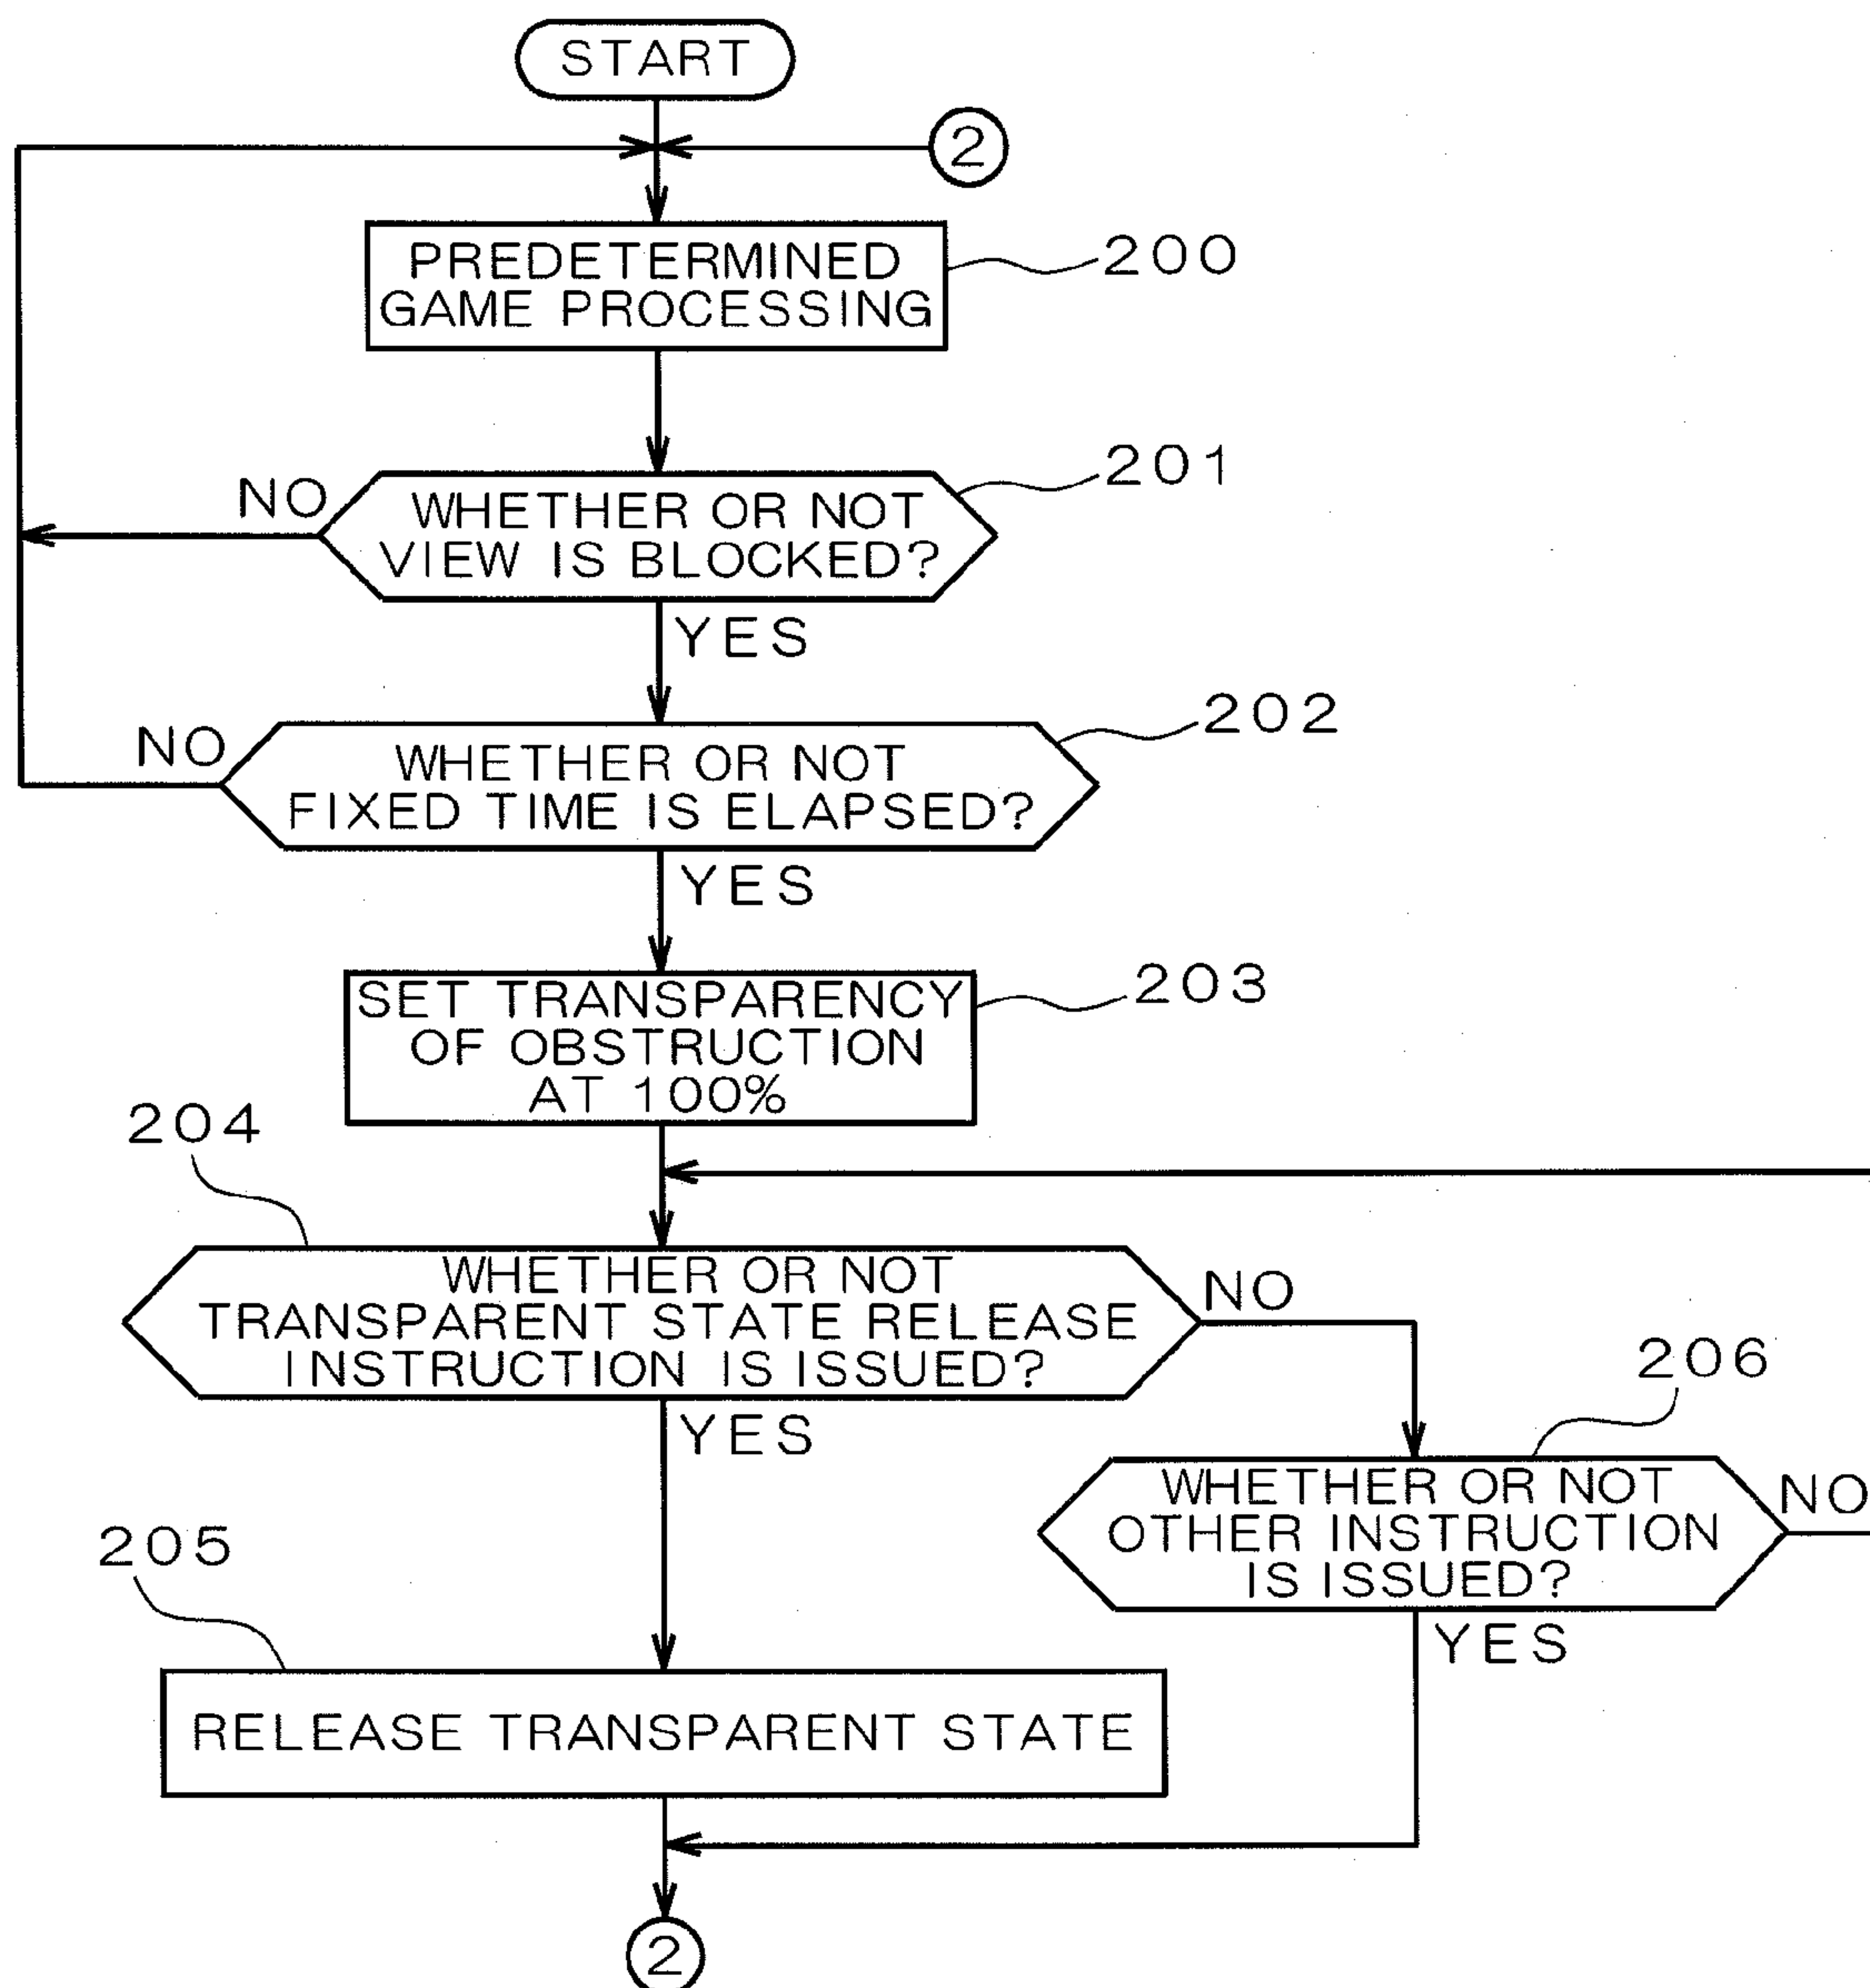 START
2
PREDETERMINED
GAME PROCESSING
200
201
NO
WHETHER OR NOT
VIEW IS BLOCKED?
YES
202
NO
WHETHER OR NOT
FIXED TIME IS ELAPSED?
YES
203
SET TRANSPARENCY
OF OBSTRUCTION
AT 100%
204
WHETHER OR NOT
TRANSPARENT STATE RELEASE
INSTRUCTION IS ISSUED?
NO
YES
206
WHETHER OR NOT
OTHER INSTRUCTION
IS ISSUED?
NO
YES
205
RELEASE TRANSPARENT STATE
2